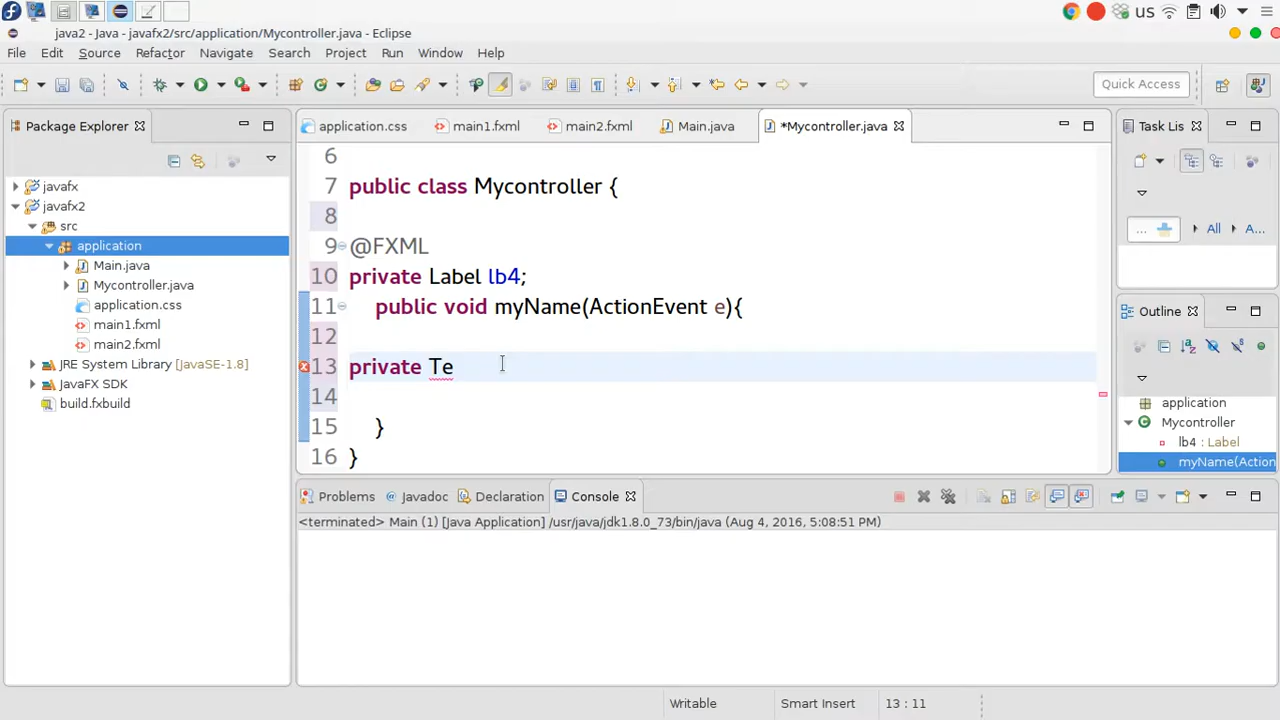 us
java2 - Java - javafx2/src/application/Mycontroller.java - Eclipse
File Edit Source Refactor Navigate Search Project Run Window Help
Quick Access
Package Explorer
application.css main1.fxml main2.fxml Main.java *Mycontroller.java
Task Lis
javafx
javafx2
src
application
Main.java
Mycontroller.java
application.css
main1.fxml
main2.fxml
JRE System Library [JavaSE-1.8]
JavaFX SDK
build.fxbuild
6
7 public class Mycontroller {
8
9 @FXML
10 private Label lb4;
11 public void myName(ActionEvent e){
12
13 private Te
14
15 }
16 }
... All A...
Outline
application
Mycontroller
lb4 : Label
myName(Action
Problems Javadoc Declaration Console
<terminated> Main (1) [Java Application] /usr/java/jdk1.8.0_73/bin/java (Aug 4, 2016, 5:08:51 PM)
Writable Smart Insert 13 : 11